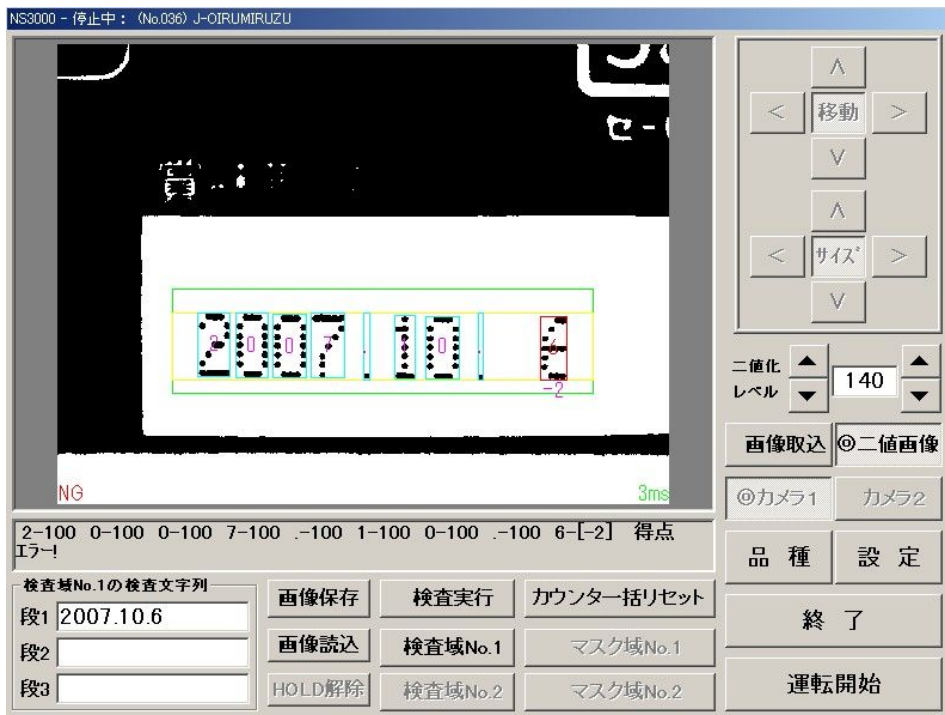 NS3000 - 停止中： (No.036) J-OIRUMIRUZU
セ-
賞
2007.10.
2 0 0 7 1 0 6
-2
NG
3ms
2-100 0-100 0-100 7-100 .-100 1-100 0-100 .-100 6-[-2] 得点
ｴﾗｰ!
検査域No.1の検査文字列
段1 2007.10.6
段2
段3
画像保存 検査実行 カウンター括リセット
画像読込 検査域No.1 マスク域No.1
HOLD解除 検査域No.2 マスク域No.2
∧
< 移動 >
∨
∧
< ｻｲｽﾞ >
∨
二値化
レベル 140
画像取込 ◎二値画像
◎カメラ1 カメラ2
品 種 設 定
終 了
運転開始